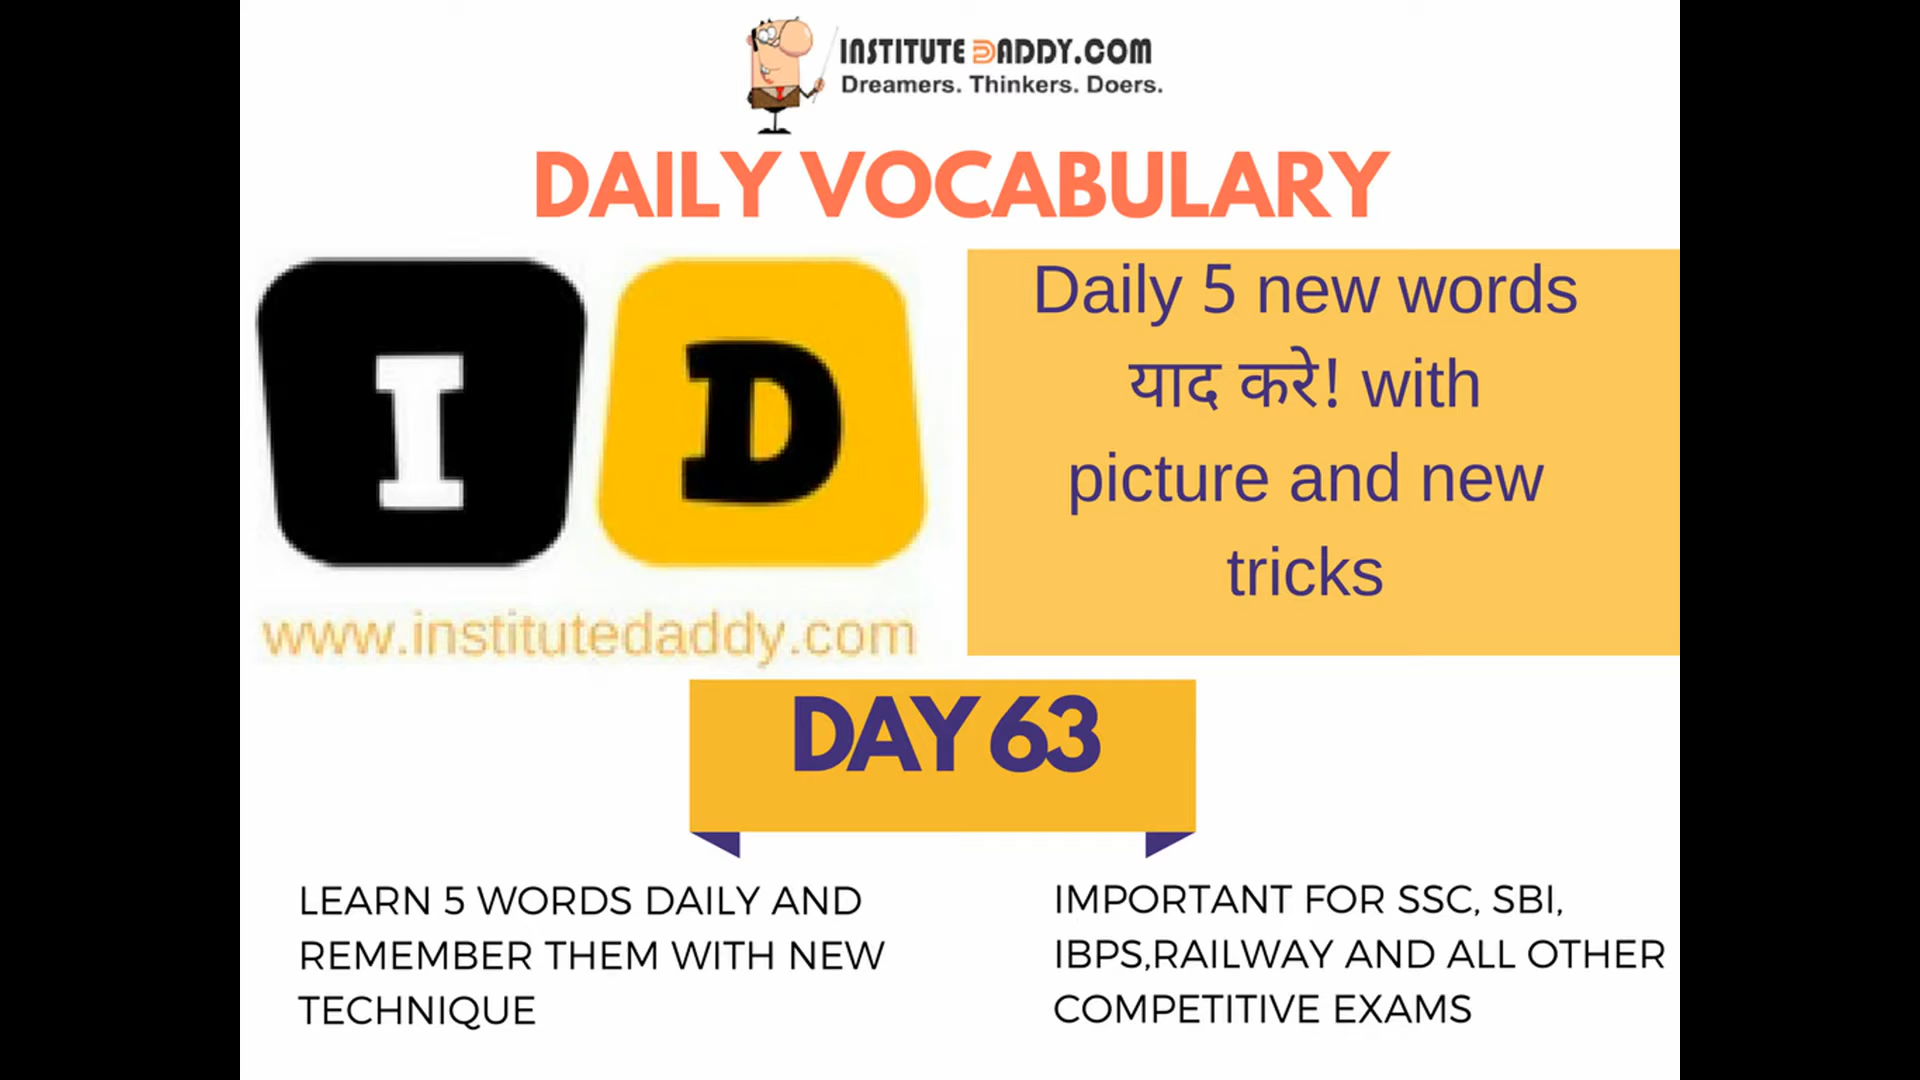 INSTITUTE DADDY.COM
Dreamers. Thinkers. Doers.
DAILY VOCABULARY
I D
www.institutedaddy.com
Daily 5 new words
याद करे! with
picture and new
tricks
DAY 63
LEARN 5 WORDS DAILY AND
REMEMBER THEM WITH NEW
TECHNIQUE
IMPORTANT FOR SSC, SBI,
IBPS,RAILWAY AND ALL OTHER
COMPETITIVE EXAMS